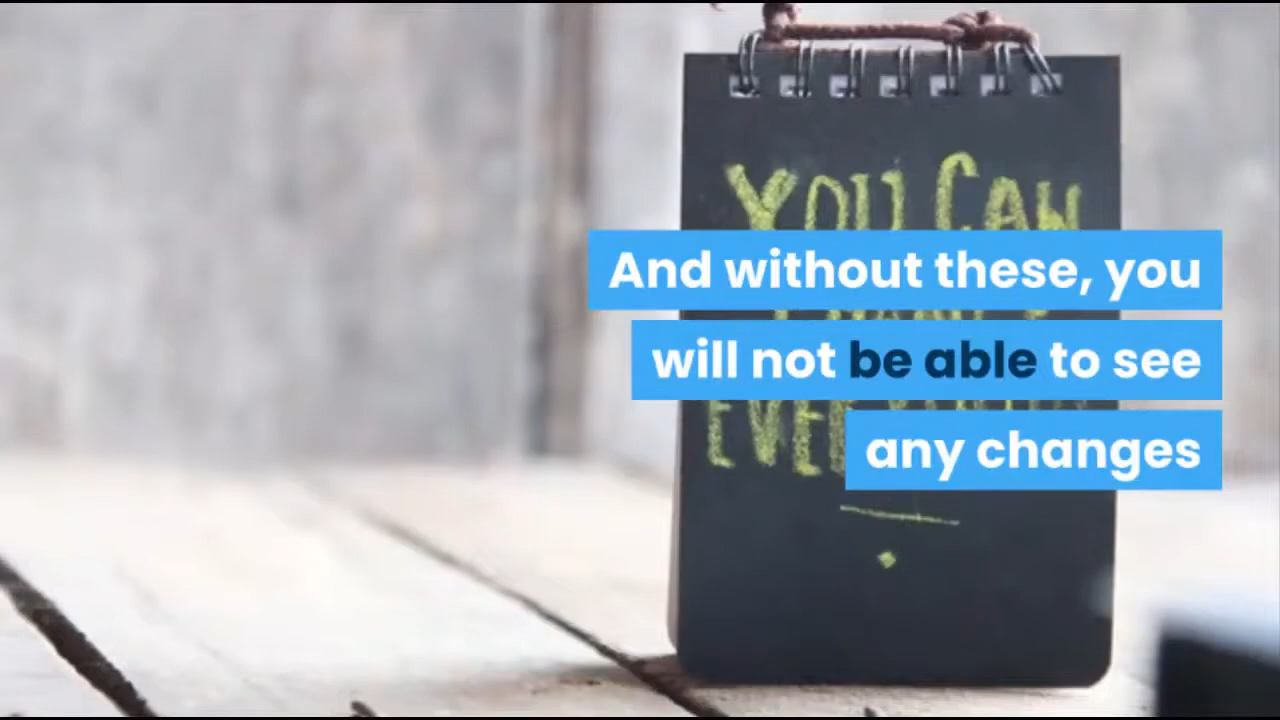 YOU CAN
And without these, you
will not be able to see
any changes